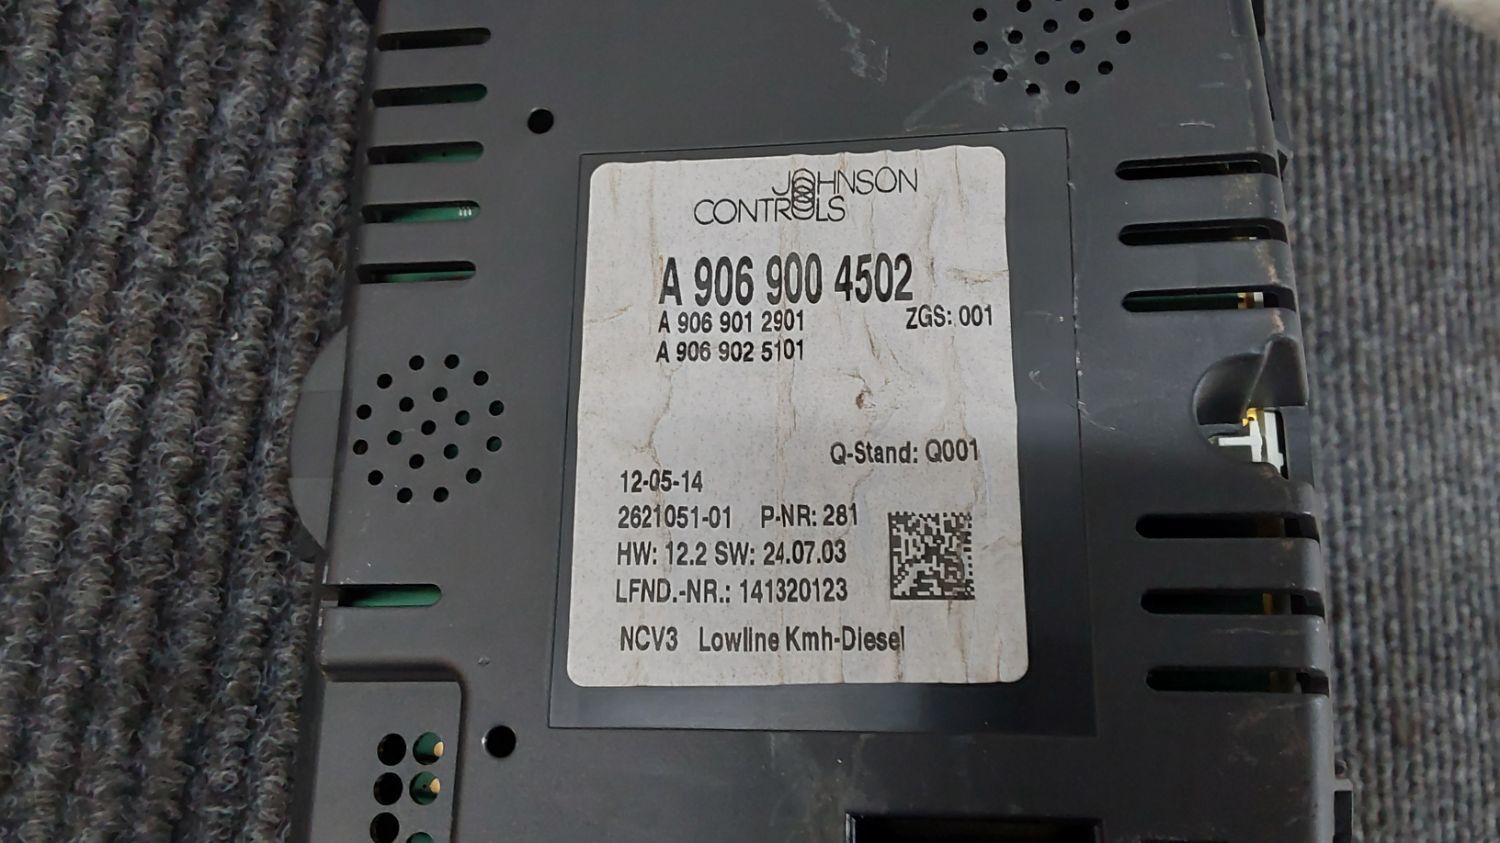 JOHNSON
CONTROLS
A 906 900 4502
A 906 901 2901 ZGS: 001
A 906 902 5101
Q-Stand: Q001
12-05-14
2621051-01 P-NR: 281
HW: 12.2 SW: 24.07.03
LFND.-NR.: 141320123
NCV3 Lowline Kmh-Diesel